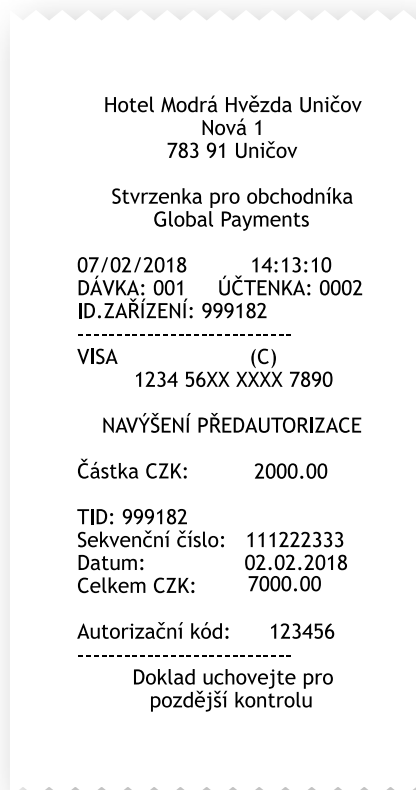 Hotel Modrá Hvězda Uničov
Nová 1
783 91 Uničov
Stvrzenka pro obchodníka
Global Payments
07/02/2018 14:13:10
DÁVKA: 001 ÚČTENKA: 0002
ID.ZAŘÍZENÍ: 999182
----------------------------
VISA (C)
1234 56XX XXXX 7890
NAVÝŠENÍ PŘEDAUTORIZACE
Částka CZK: 2000.00
TID: 999182
Sekvenční číslo: 111222333
Datum: 02.02.2018
Celkem CZK: 7000.00
Autorizační kód: 123456
----------------------------
Doklad uchovejte pro
pozdější kontrolu